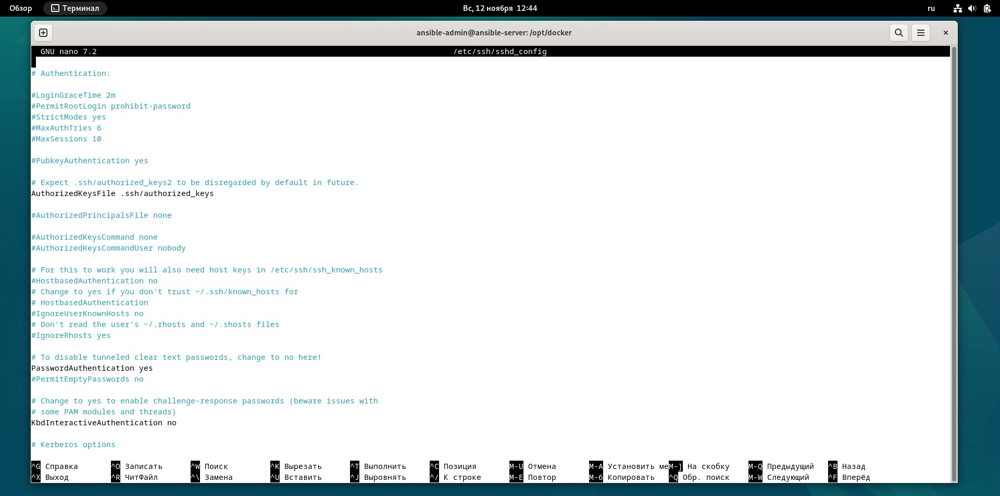 Обзор Терминал Вс, 12 ноября 12:44 ru
ansible-admin@ansible-server: /opt/docker
GNU nano 7.2 /etc/ssh/sshd_config
# Authentication:
#LoginGraceTime 2m
#PermitRootLogin prohibit-password
#StrictModes yes
#MaxAuthTries 6
#MaxSessions 10
#PubkeyAuthentication yes
# Expect .ssh/authorized_keys2 to be disregarded by default in future.
AuthorizedKeysFile .ssh/authorized_keys
#AuthorizedPrincipalsFile none
#AuthorizedKeysCommand none
#AuthorizedKeysCommandUser nobody
# For this to work you will also need host keys in /etc/ssh/ssh_known_hosts
#HostbasedAuthentication no
# Change to yes if you don't trust ~/.ssh/known_hosts for
# HostbasedAuthentication
#IgnoreUserKnownHosts no
# Don't read the user's ~/.rhosts and ~/.shosts files
#IgnoreRhosts yes
# To disable tunneled clear text passwords, change to no here!
PasswordAuthentication yes
#PermitEmptyPasswords no
# Change to yes to enable challenge-response passwords (beware issues with
# some PAM modules and threads)
KbdInteractiveAuthentication no
# Kerberos options
^G Справка ^O Записать ^W Поиск ^K Вырезать ^T Выполнить ^C Позиция M-U Отмена M-A Установить меM-] На скобку M-Q Предыдущий ^B Назад
^X Выход ^R ЧитФайл ^\ Замена ^U Вставить ^J Выровнять ^/ К строке M-E Повтор M-6 Копировать ^Q Обр. поиск M-W Следующий ^F Вперёд